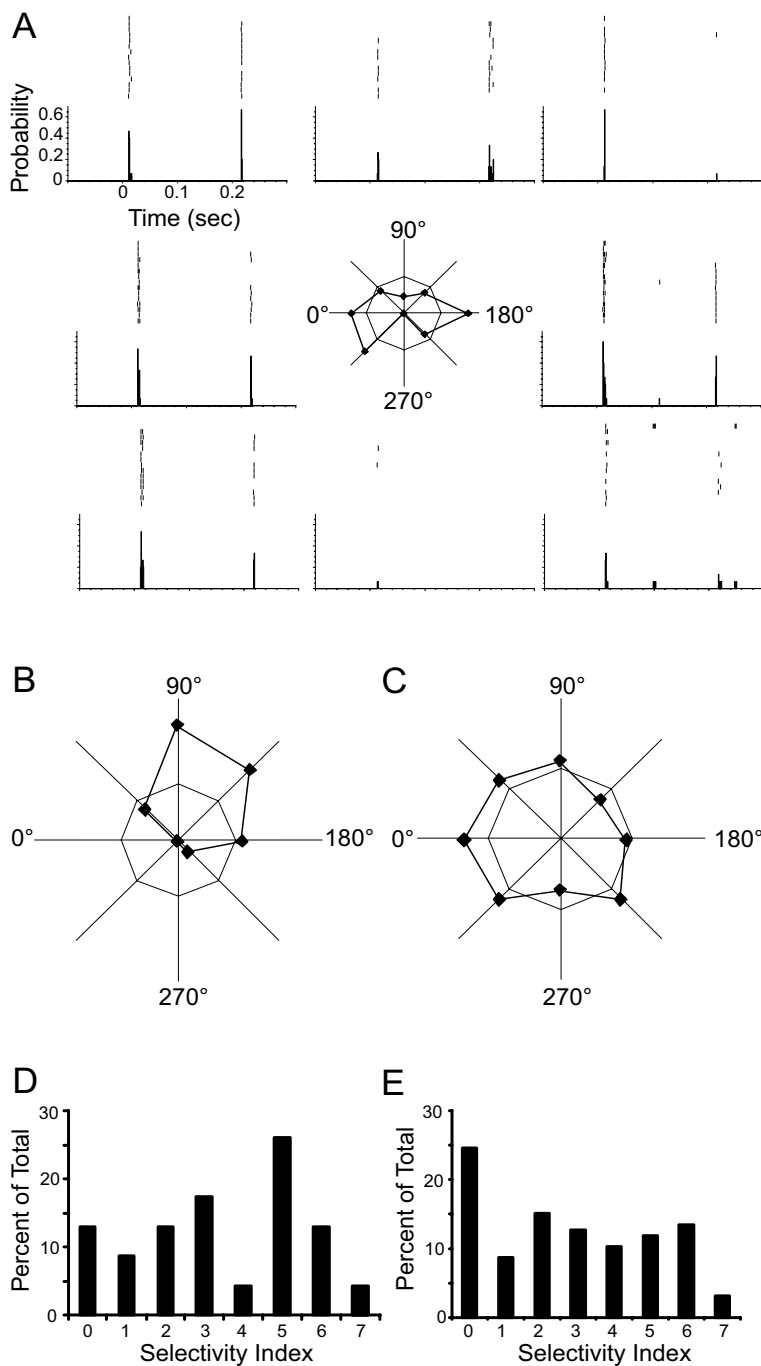 A
Probability
0.6
0.4
0.2
0
0 0.1 0.2
Time (sec)
90°
0° 180°
270°
B
90°
0° 180°
270°
C
90°
0° 180°
270°
D
Percent of Total
30
20
10
0
0 1 2 3 4 5 6 7
Selectivity Index
E
Percent of Total
30
20
10
0
0 1 2 3 4 5 6 7
Selectivity Index